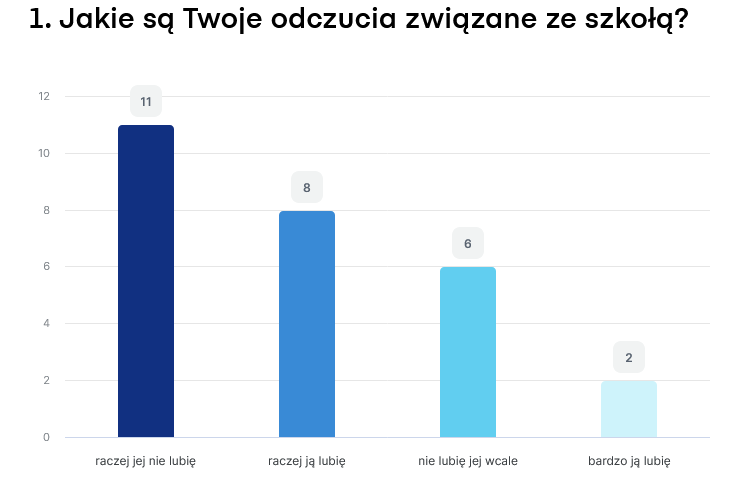 1. Jakie są Twoje odczucia związane ze szkołą?
12
11
10
8
8
6
6
4
2
2
0
raczej jej nie lubię
raczej ją lubię
nie lubię jej wcale
bardzo ją lubię